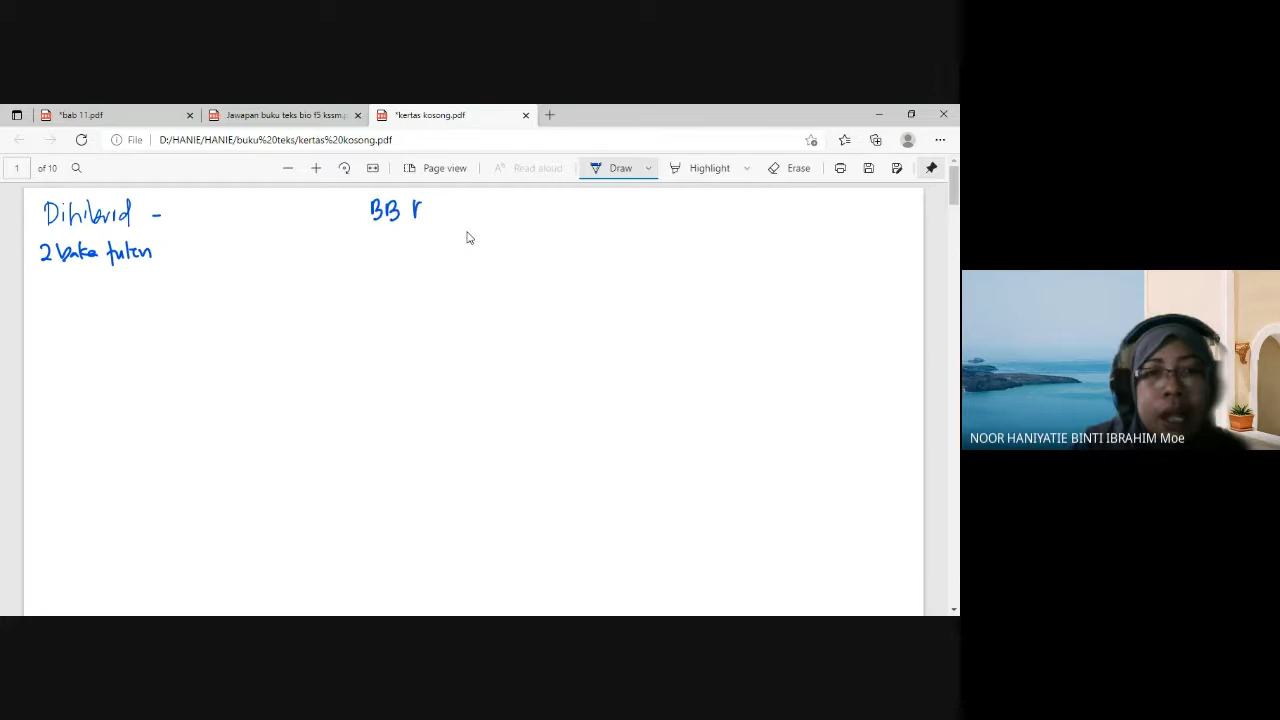 *bab 11.pdf
Jawapan buku teks bio f5 kssm.p
*kertas kosong.pdf
File D:/HANIE/HANIE/buku%20teks/kertas%20kosong.pdf
1 of 10 Page view Read aloud Draw Highlight Erase
Dihibrid - BB
2 baka tulen
NOOR HANIYATIE BINTI IBRAHIM Moe